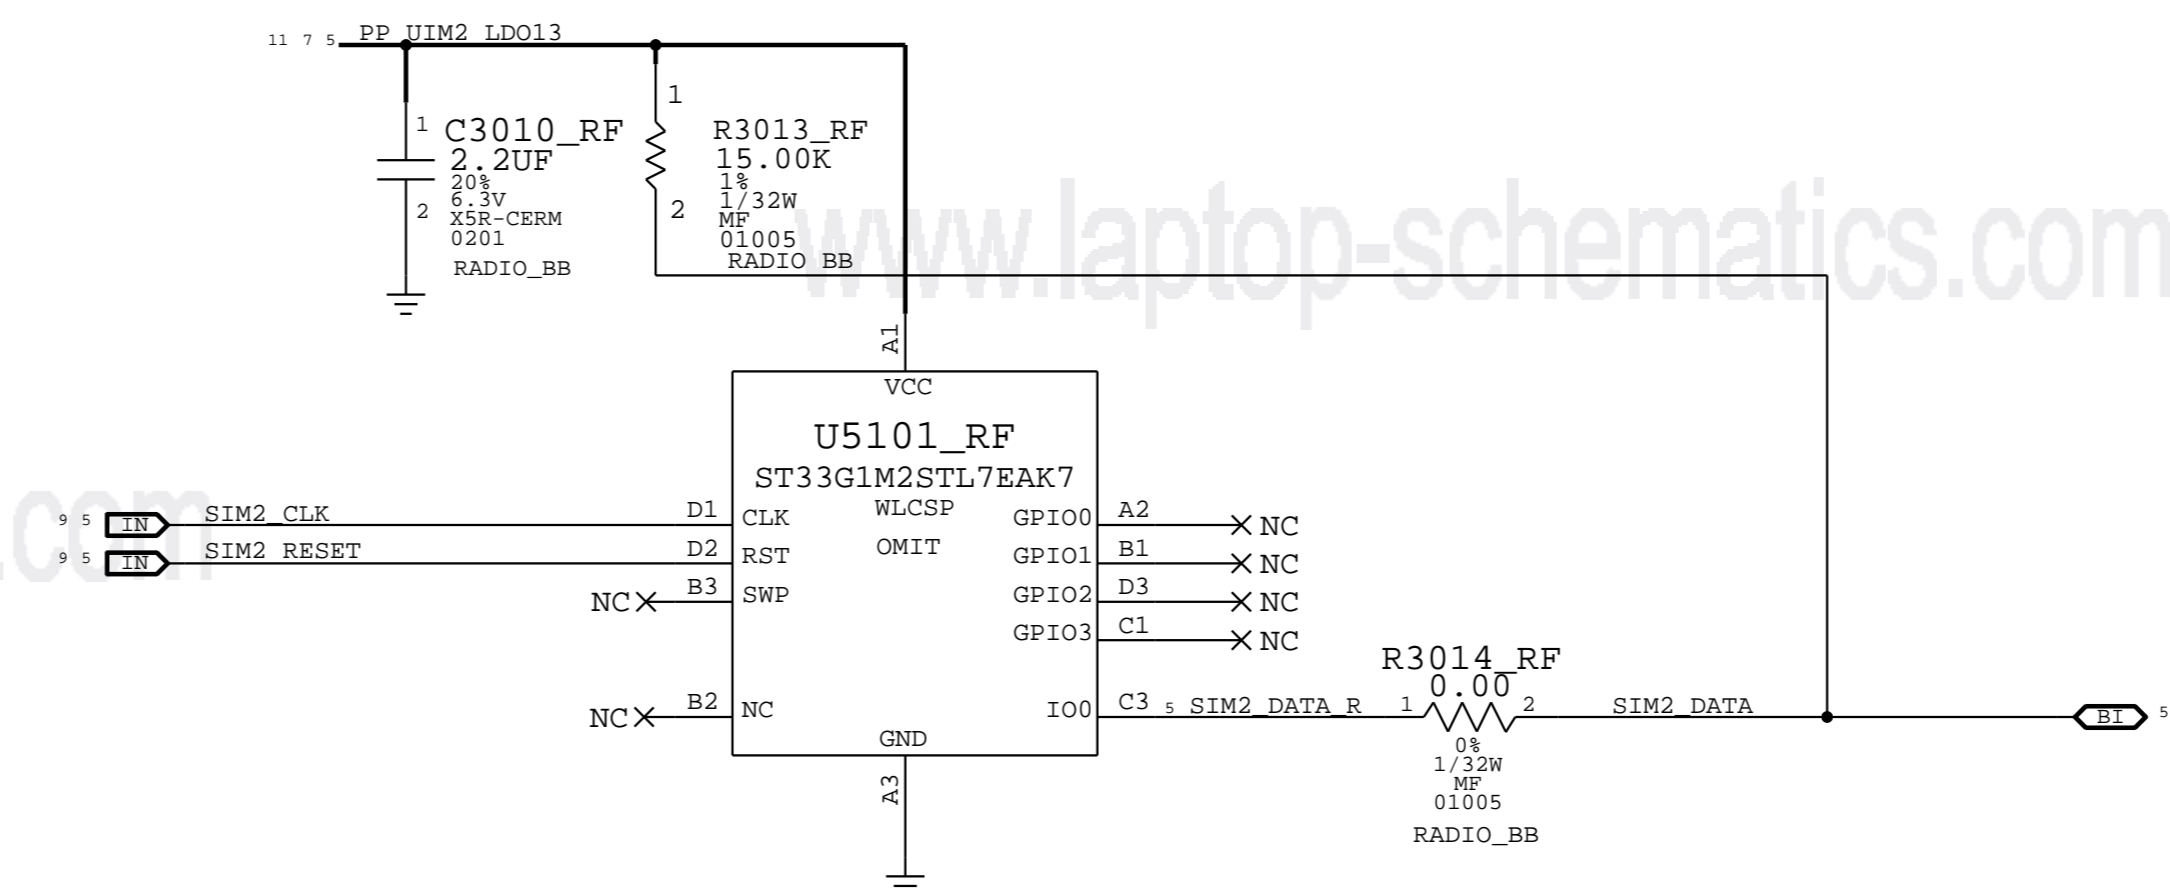 11 7 5 PP_UIM2_LDO13
1
1 C3010_RF
2.2UF
20%
6.3V
2 X5R-CERM
0201
RADIO_BB
R3013_RF
15.00K
1%
1/32W
2 MF
01005
RADIO_BB
www.laptop-schematics.com
A1
VCC
U5101_RF
ST33G1M2STL7EAK7
WLCSP
OMIT
.com
9 5 IN SIM2_CLK D1 CLK
9 5 IN SIM2_RESET D2 RST
NC B3 SWP
NC B2 NC
GPIO0 A2 NC
GPIO1 B1 NC
GPIO2 D3 NC
GPIO3 C1 NC
R3014_RF
0.00
IO0 C3 5 SIM2_DATA_R 1 2 SIM2_DATA BI 5
0%
1/32W
MF
01005
RADIO_BB
GND
A3